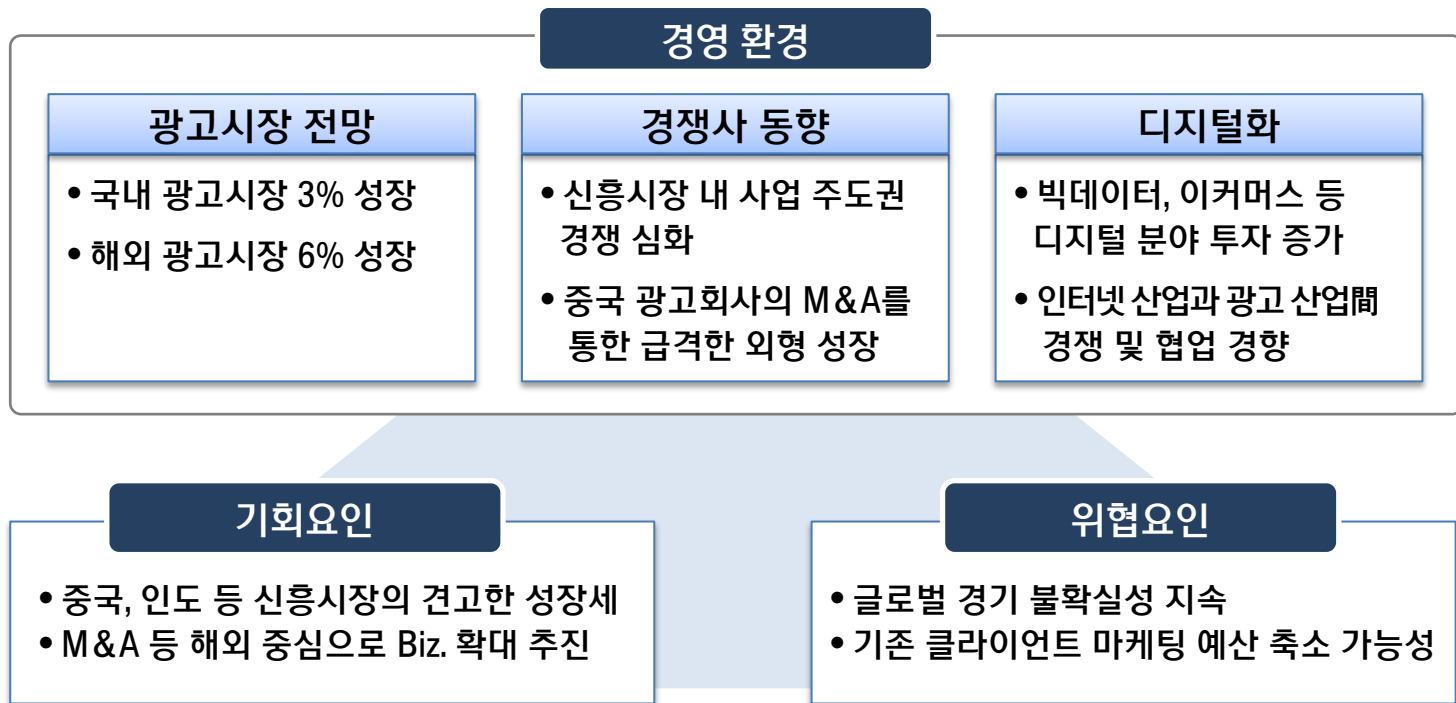 경영 환경
광고시장 전망
• 국내 광고시장 3% 성장
• 해외 광고시장 6% 성장
경쟁사 동향
• 신흥시장 내 사업 주도권
경쟁 심화
• 중국 광고회사의 M&A를
통한 급격한 외형 성장
디지털화
• 빅데이터, 이커머스 등
디지털 분야 투자 증가
• 인터넷 산업과 광고 산업間
경쟁 및 협업 경향
기회요인
• 중국, 인도 등 신흥시장의 견고한 성장세
• M&A 등 해외 중심으로 Biz. 확대 추진
위협요인
• 글로벌 경기 불확실성 지속
• 기존 클라이언트 마케팅 예산 축소 가능성